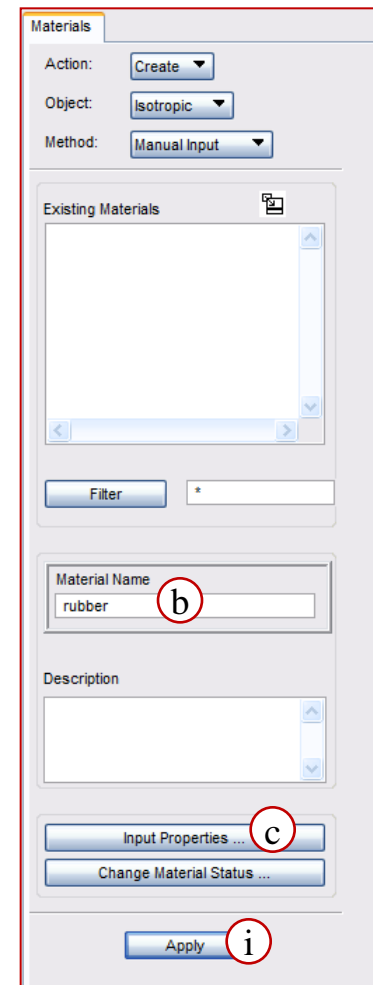 Materials
Action: Create
Object: Isotropic
Method: Manual Input
Existing Materials
Filter *
Material Name
rubber b
Description
Input Properties ... c
Change Material Status ...
Apply i